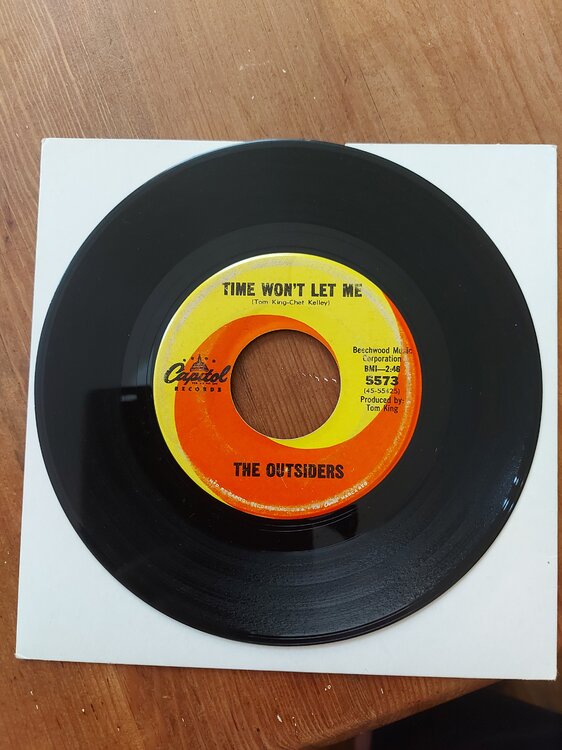 TIME WON'T LET ME
(Tom King-Chet Kelley)
Capitol
RECORDS
Beechwood Music
Corporation
BMI—2:46
5573
(45-55425)
Produced by:
Tom King
THE OUTSIDERS